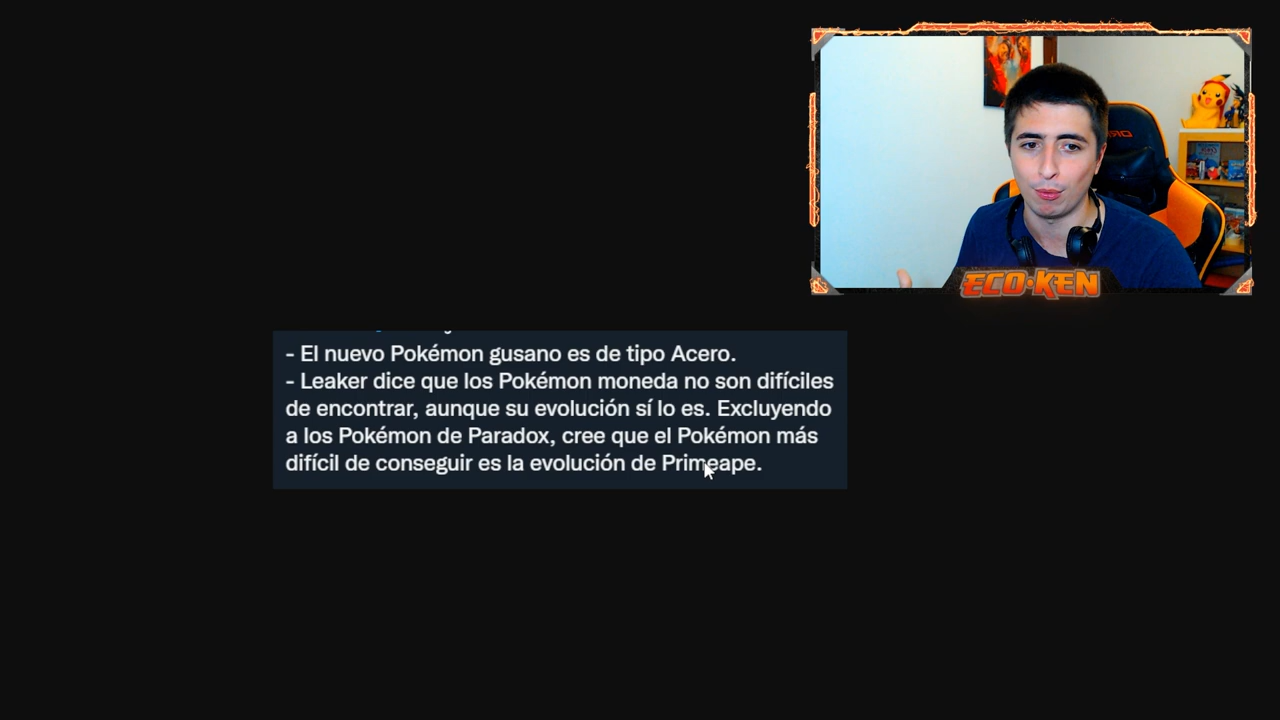 ECO·KEN
- El nuevo Pokémon gusano es de tipo Acero.
- Leaker dice que los Pokémon moneda no son difíciles
de encontrar, aunque su evolución sí lo es. Excluyendo
a los Pokémon de Paradox, cree que el Pokémon más
difícil de conseguir es la evolución de Primeape.